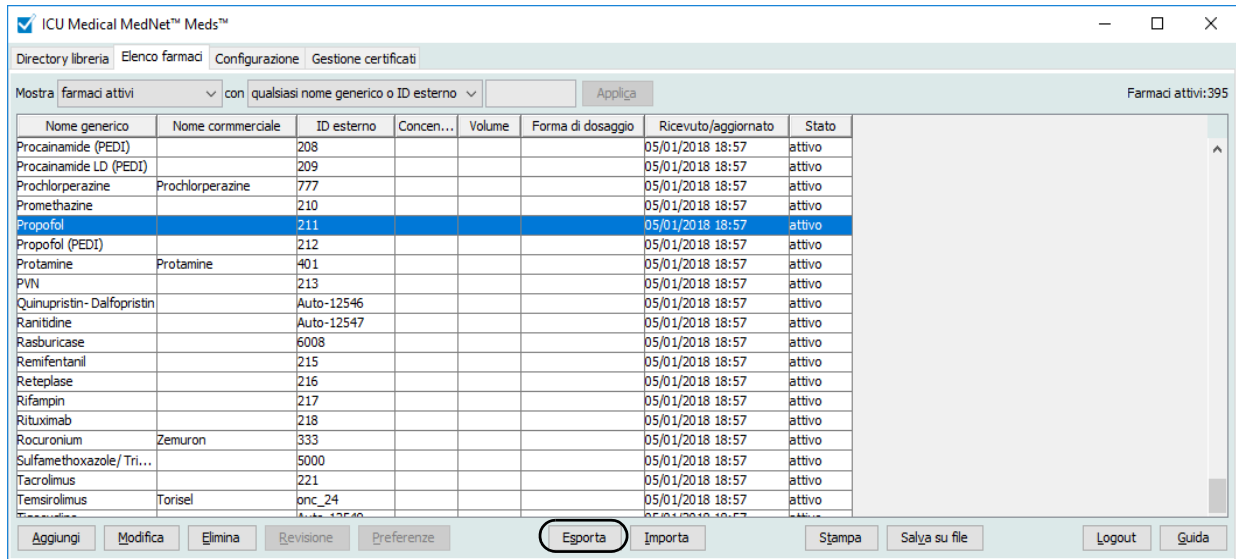 ICU Medical MedNet™ Meds™
Directory libreria Elenco farmaci Configurazione Gestione certificati
Mostra farmaci attivi con qualsiasi nome generico o ID esterno Applica Farmaci attivi:395
Nome generico Nome cormmerciale ID esterno Concen... Volume Forma di dosaggio Ricevuto/aggiornato Stato
Procainamide (PEDI) 208 05/01/2018 18:57 attivo
Procainamide LD (PEDI) 209 05/01/2018 18:57 attivo
Prochlorperazine Prochlorperazine 777 05/01/2018 18:57 attivo
Promethazine 210 05/01/2018 18:57 attivo
Propofol 211 05/01/2018 18:57 attivo
Propofol (PEDI) 212 05/01/2018 18:57 attivo
Protamine Protamine 401 05/01/2018 18:57 attivo
PVN 213 05/01/2018 18:57 attivo
Quinupristin- Dalfopristin Auto-12546 05/01/2018 18:57 attivo
Ranitidine Auto-12547 05/01/2018 18:57 attivo
Rasburicase 6008 05/01/2018 18:57 attivo
Remifentanil 215 05/01/2018 18:57 attivo
Reteplase 216 05/01/2018 18:57 attivo
Rifampin 217 05/01/2018 18:57 attivo
Rituximab 218 05/01/2018 18:57 attivo
Rocuronium Zemuron 333 05/01/2018 18:57 attivo
Sulfamethoxazole/ Tri... 5000 05/01/2018 18:57 attivo
Tacrolimus 221 05/01/2018 18:57 attivo
Temsirolimus Torisel onc_24 05/01/2018 18:57 attivo
Aggiungi Modifica Elimina Revisione Preferenze Esporta Importa Stampa Salva su file Logout Guida